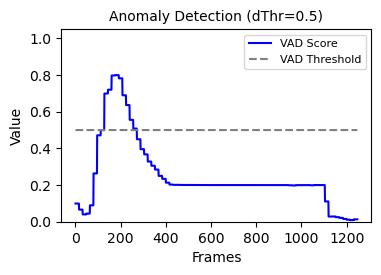 Anomaly Detection (dThr=0.5)
VAD Score
VAD Threshold
Value
1.0
0.8
0.6
0.4
0.2
0.0
0 200 400 600 800 1000 1200
Frames